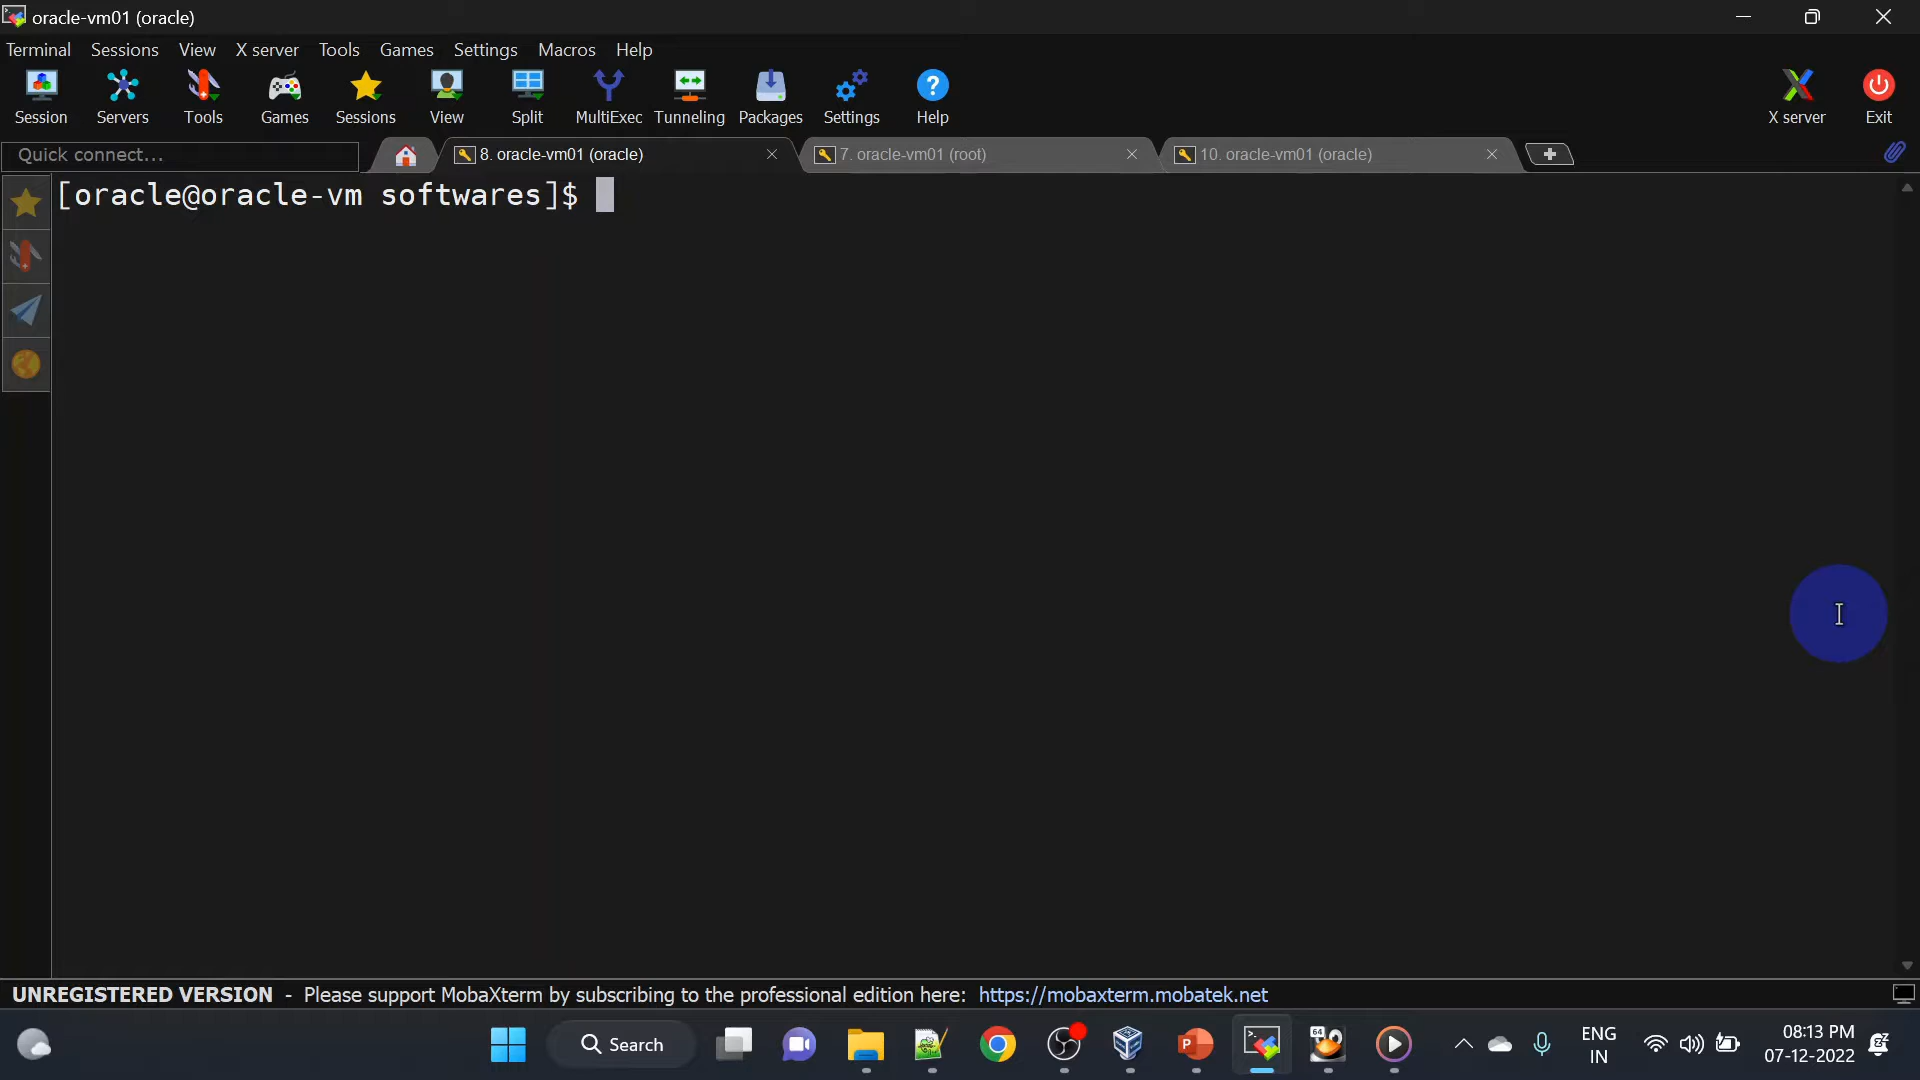 oracle-vm01 (oracle)
Terminal Sessions View X server Tools Games Settings Macros Help
Session Servers Tools Games Sessions View Split MultiExec Tunneling Packages Settings Help X server Exit
Quick connect... 8. oracle-vm01 (oracle) 7. oracle-vm01 (root) 10. oracle-vm01 (oracle)
[oracle@oracle-vm softwares]$
UNREGISTERED VERSION - Please support MobaXterm by subscribing to the professional edition here: https://mobaxterm.mobatek.net
Search
ENG
IN
08:13 PM
07-12-2022